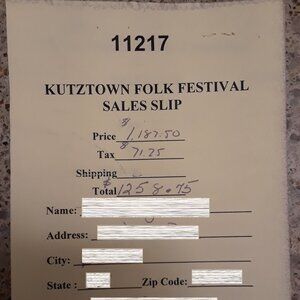 11217
KUTZTOWN FOLK FESTIVAL
SALES SLIP
Price $1,187.50
Tax $71.25
Shipping
Total $1258.75
Name:
Address:
City:
State : Zip Code: